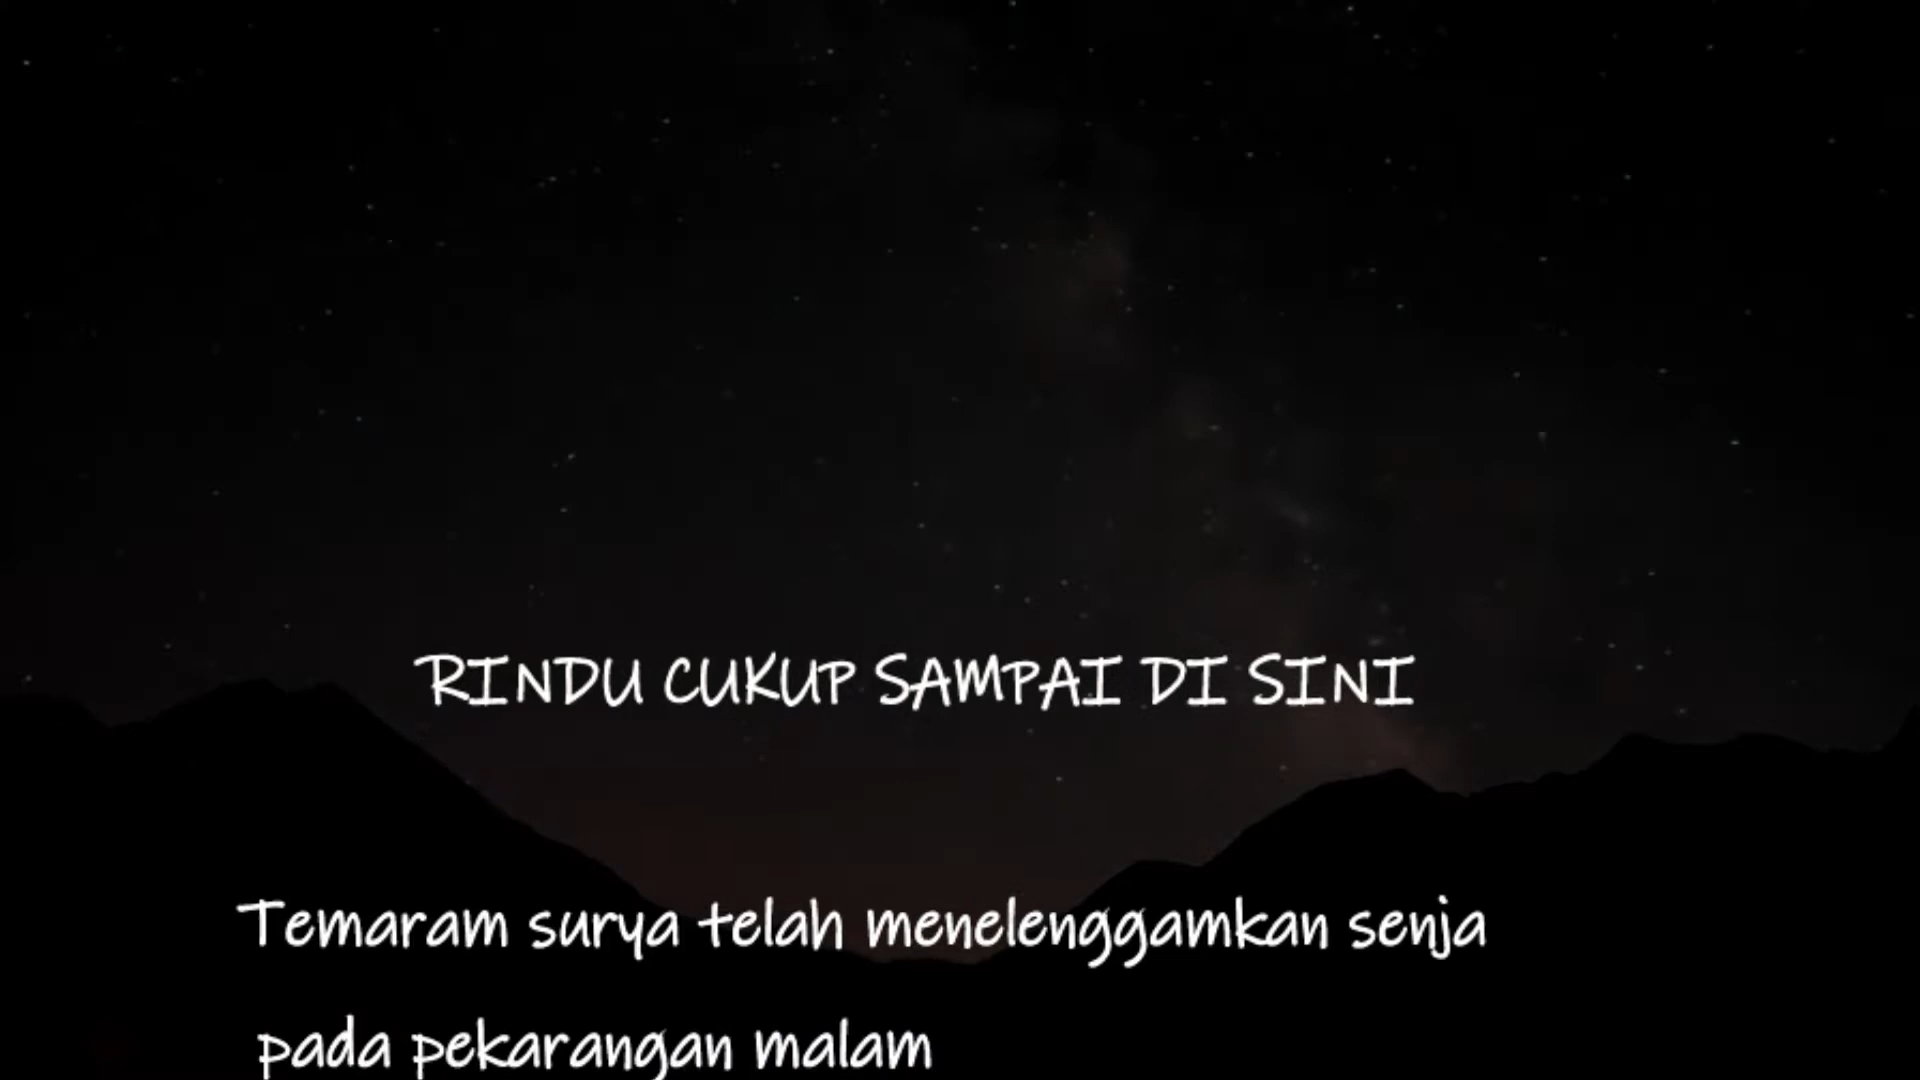 RINDU CUKUP SAMPAI DI SINI
Temaram surya telah menelenggamkan senja
pada pekarangan malam